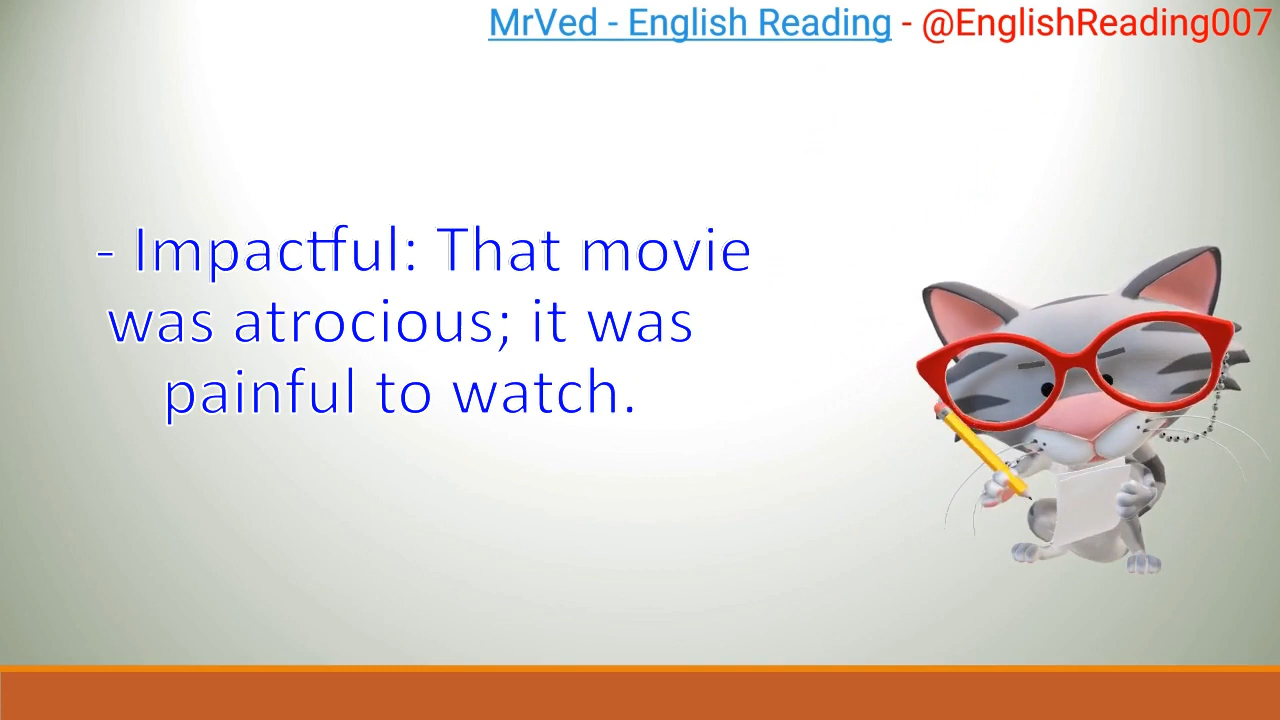 MrVed - English Reading - @EnglishReading007
- Impactful: That movie
was atrocious; it was
painful to watch.